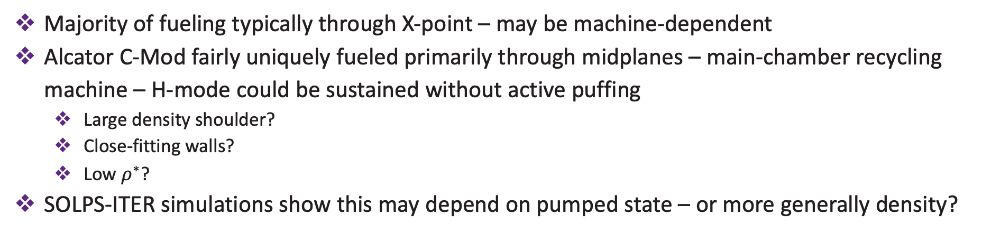 Majority of fueling typically through X-point – may be machine-dependent
Alcator C-Mod fairly uniquely fueled primarily through midplanes – main-chamber recycling
machine – H-mode could be sustained without active puffing
Large density shoulder?
Close-fitting walls?
Low ρ*?
SOLPS-ITER simulations show this may depend on pumped state – or more generally density?